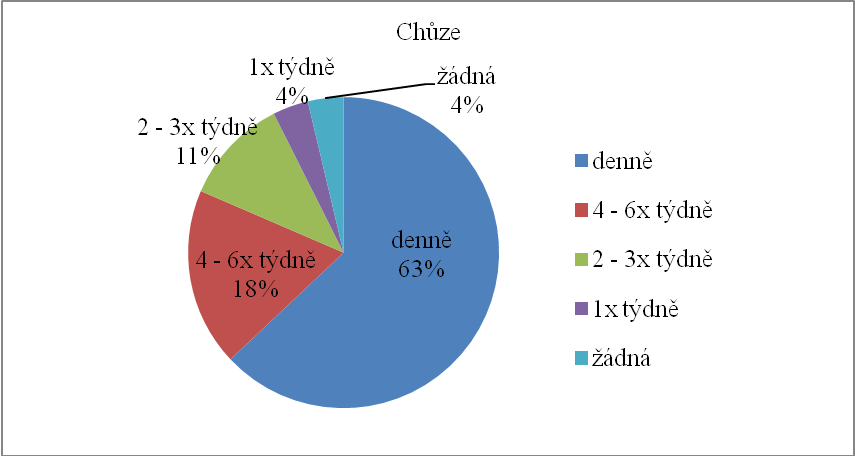 Chůze
1x týdně
4%
žádná
4%
2 - 3x týdně
11%
4 - 6x týdně
18%
denně
63%
denně
4 - 6x týdně
2 - 3x týdně
1x týdně
žádná